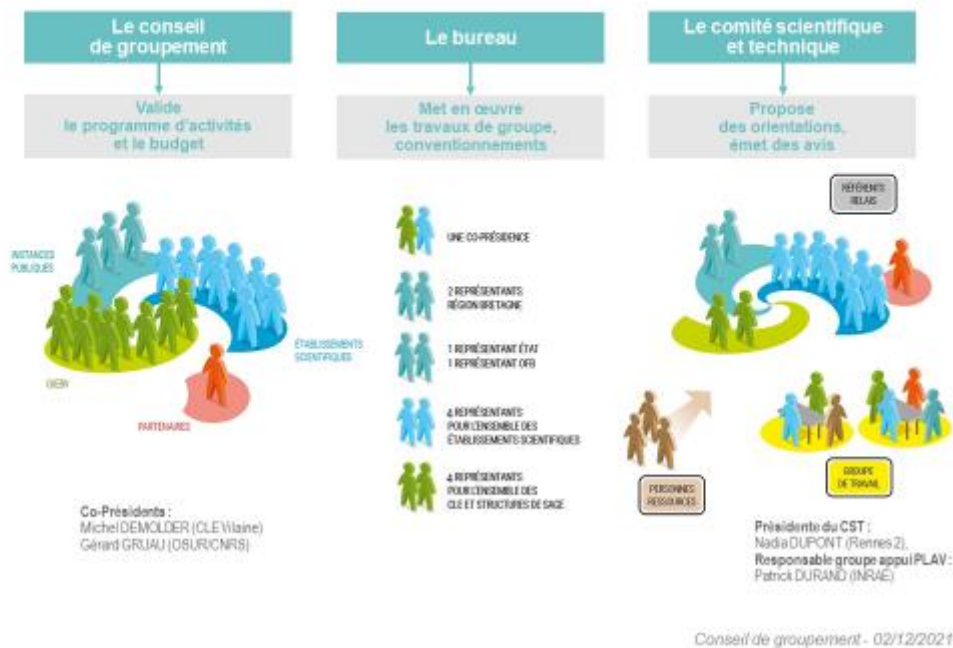 Le conseil
de groupement
Valide
le programme d'activités
et le budget
INSTANCES
PUBLIQUES
ÉTABLISSEMENTS
SCIENTIFIQUES
PARTENAIRES
Co-Présidents :
Michel DEMOLDER (CLE Vilaine)
Gérard GRUAU (OSUR/CNRS)
Le bureau
Met en œuvre
les travaux de groupe,
conventionnements
UNE CO-PRÉSIDENCE
2 REPRÉSENTANTS
RÉGION BRETAGNE
1 REPRÉSENTANT ÉTAT
1 REPRÉSENTANT OFB
4 REPRÉSENTANTS
POUR L'ENSEMBLE DES
ÉTABLISSEMENTS SCIENTIFIQUES
4 REPRÉSENTANTS
POUR L'ENSEMBLE DES
CLE ET STRUCTURES DE SAGE
Le comité scientifique
et technique
Propose
des orientations,
émet des avis
RÉFÉRENTS
RELAIS
PERSONNES
RESSOURCES
GROUPE
DE TRAVAIL
Présidente du CST :
Nadia DUPONT (Rennes 2),
Responsable groupe appui PLAV :
Patrick DURAND (INRAE)
Conseil de groupement - 02/12/2021